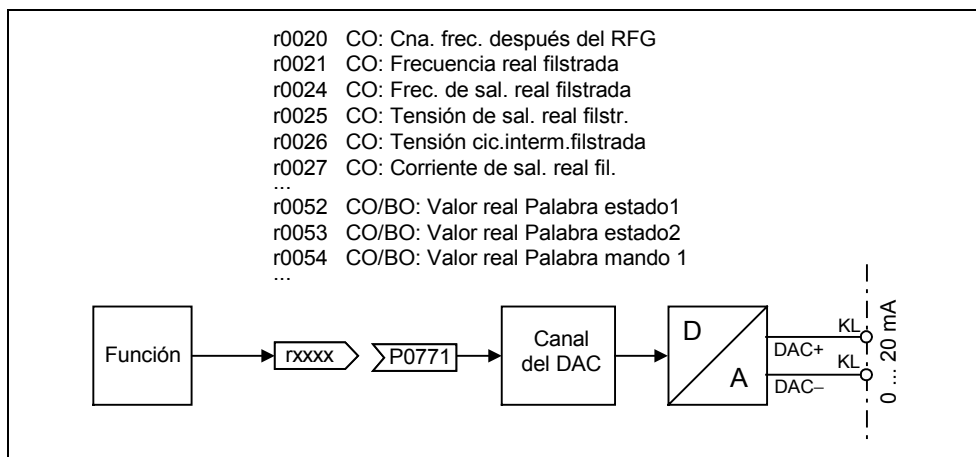 r0020 CO: Cna. frec. después del RFG
r0021 CO: Frecuencia real filstrada
r0024 CO: Frec. de sal. real filstrada
r0025 CO: Tensión de sal. real filstr.
r0026 CO: Tensión cic.interm.filstrada
r0027 CO: Corriente de sal. real fil.
...
r0052 CO/BO: Valor real Palabra estado1
r0053 CO/BO: Valor real Palabra estado2
r0054 CO/BO: Valor real Palabra mando 1
...
Función
rxxxx
P0771
Canal
del DAC
D
A
KL
DAC+
KL
DAC−
0 ... 20 mA